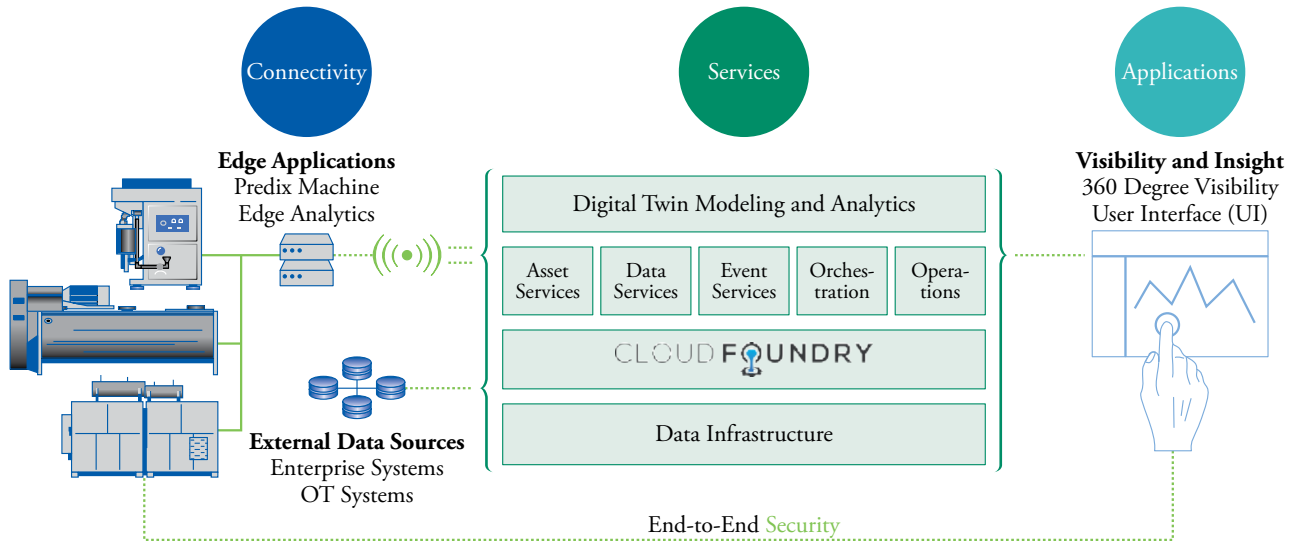 Connectivity
Services
Applications
Edge Applications
Predix Machine
Edge Analytics
External Data Sources
Enterprise Systems
OT Systems
Digital Twin Modeling and Analytics
Asset
Services
Data
Services
Event
Services
Orches-
tration
Opera-
tions
CLOUD FOUNDRY
Data Infrastructure
Visibility and Insight
360 Degree Visibility
User Interface (UI)
End-to-End Security